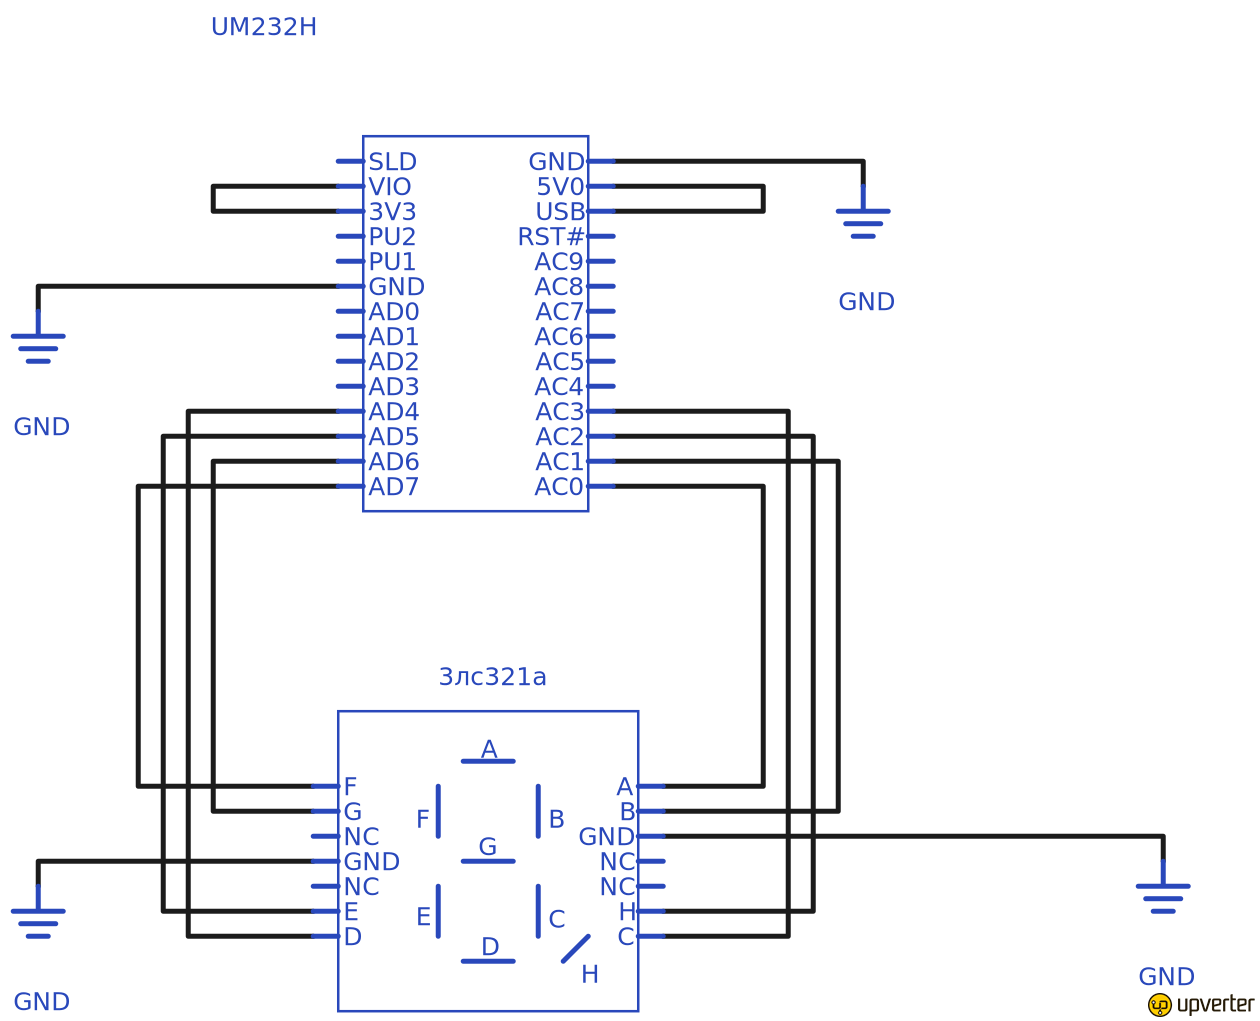 UM232H
SLD
VIO
3V3
PU2
PU1
GND
AD0
AD1
AD2
AD3
AD4
AD5
AD6
AD7
GND
5V0
USB
RST#
AC9
AC8
AC7
AC6
AC5
AC4
AC3
AC2
AC1
AC0
GND
GND
3лс321а
F
G
NC
GND
NC
E
D
A
F
B
G
E
C
D
H
A
B
GND
NC
NC
H
C
GND
GND
upverter